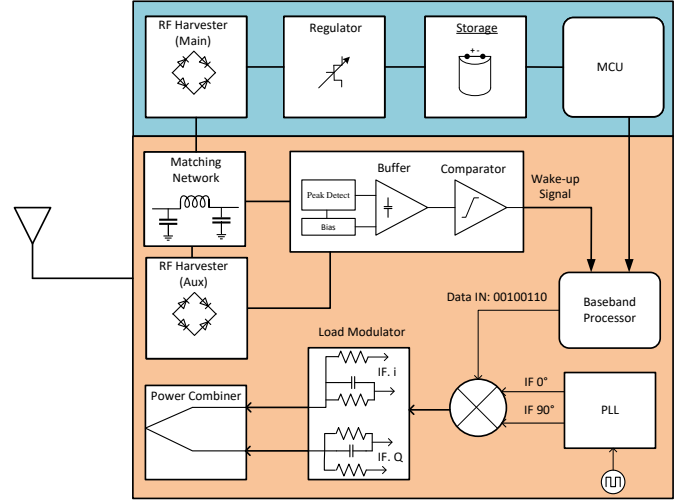 RF Harvester
(Main)
Regulator
Storage
+ -
MCU
Matching
Network
Buffer
Comparator
Wake-up
Signal
Peak Detect
Bias
RF Harvester
(Aux)
Data IN: 00100110
Baseband
Processor
Load Modulator
IF. i
IF. Q
Power Combiner
IF 0°
IF 90°
PLL